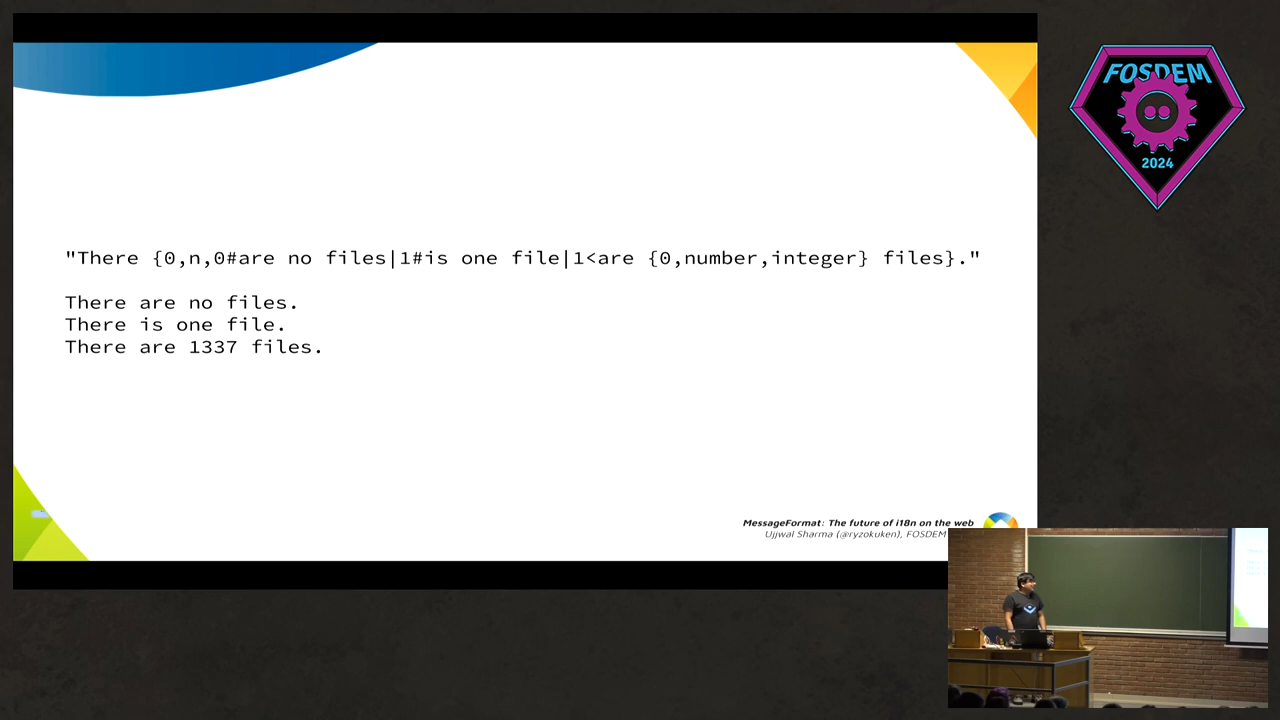 "There {0,n,0#are no files|1#is one file|1<are {0,number,integer} files}."
There are no files.
There is one file.
There are 1337 files.
MessageFormat: The future of i18n on the web
Ujjwal Sharma (@ryzokuken), FOSDEM
FOSDEM
2024